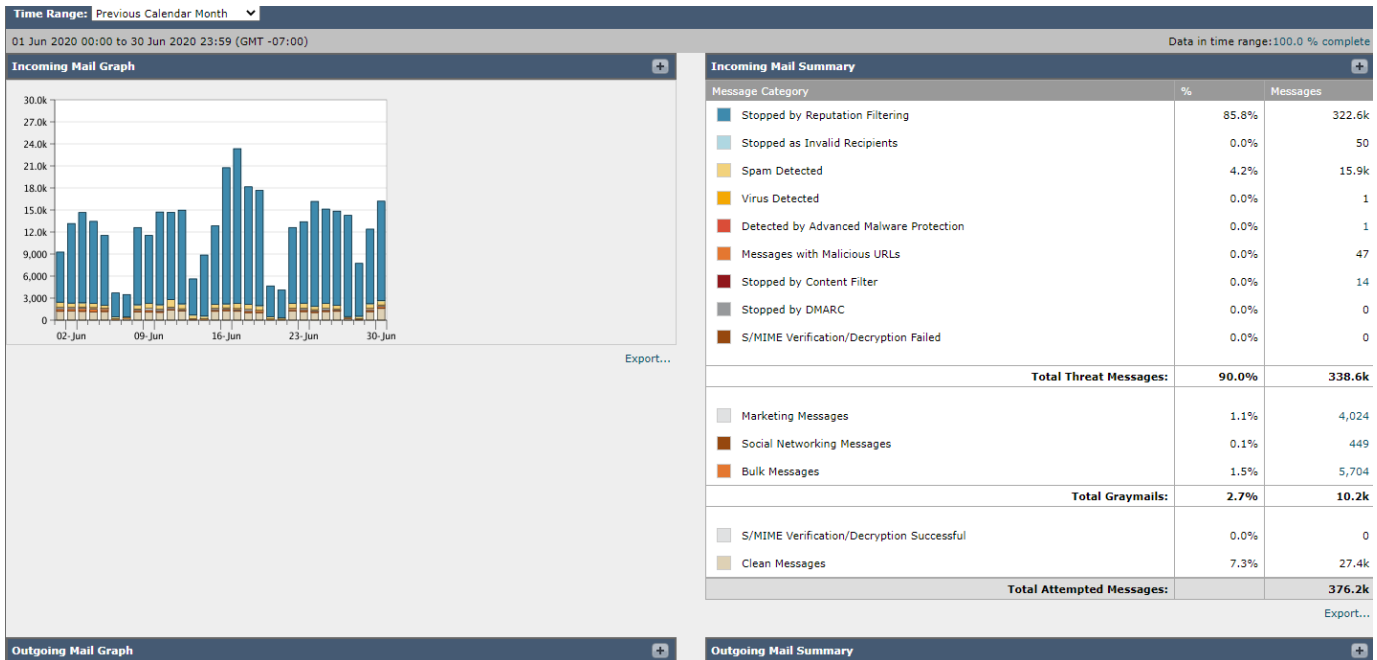 Time Range: Previous Calendar Month
01 Jun 2020 00:00 to 30 Jun 2020 23:59 (GMT -07:00)
Data in time range:100.0 % complete
Incoming Mail Graph
30.0k
27.0k
24.0k
21.0k
18.0k
15.0k
12.0k
9,000
6,000
3,000
0
02-Jun 09-Jun 16-Jun 23-Jun 30-Jun
Export...
Incoming Mail Summary
Message Category % Messages
Stopped by Reputation Filtering 85.8% 322.6k
Stopped as Invalid Recipients 0.0% 50
Spam Detected 4.2% 15.9k
Virus Detected 0.0% 1
Detected by Advanced Malware Protection 0.0% 1
Messages with Malicious URLs 0.0% 47
Stopped by Content Filter 0.0% 14
Stopped by DMARC 0.0% 0
S/MIME Verification/Decryption Failed 0.0% 0
Total Threat Messages: 90.0% 338.6k
Marketing Messages 1.1% 4,024
Social Networking Messages 0.1% 449
Bulk Messages 1.5% 5,704
Total Graymails: 2.7% 10.2k
S/MIME Verification/Decryption Successful 0.0% 0
Clean Messages 7.3% 27.4k
Total Attempted Messages: 376.2k
Export...
Outgoing Mail Graph
Outgoing Mail Summary